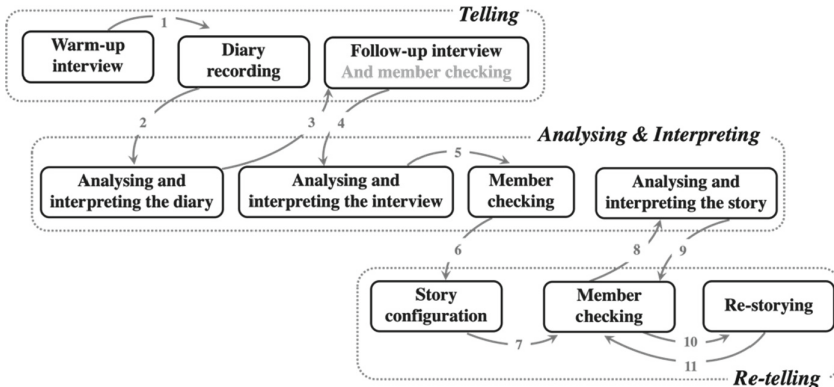 Telling
1
Warm-up
interview
Diary
recording
Follow-up interview
And member checking
2
3
4
Analysing & Interpreting
5
Analysing and
interpreting the diary
Analysing and
interpreting the interview
Member
checking
Analysing and
interpreting the story
6
8
9
Story
configuration
Member
checking
Re-storying
7
10
11
Re-telling